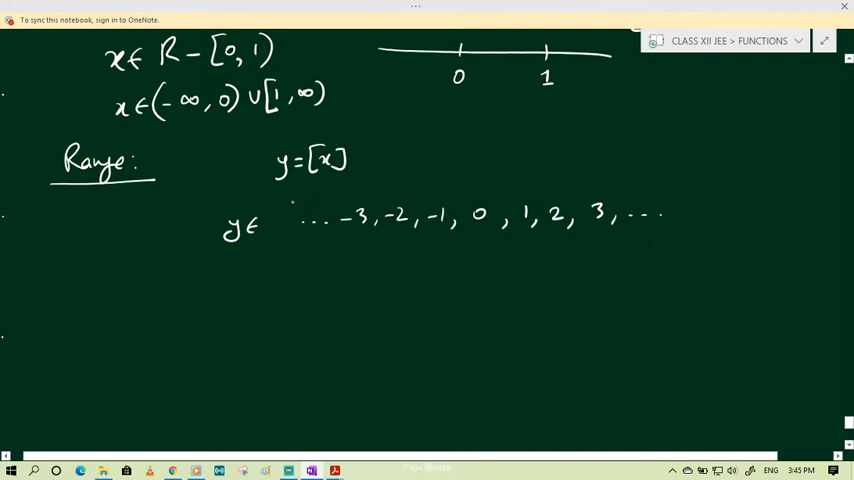 ...
To sync this notebook, sign in to OneNote.
CLASS XII JEE > FUNCTIONS
x ∈ R - [0, 1)
0 1
x ∈ (-∞, 0) ∪ [1, ∞)
Range: y = [x]
y ∈ ... -3, -2, -1, 0, 1, 2, 3, ...
ENG 3:45 PM